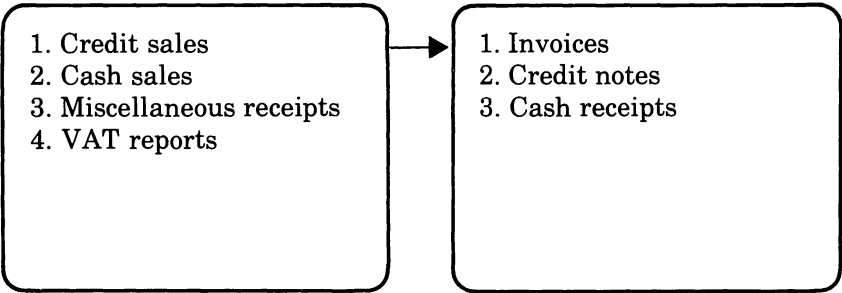 1. Credit sales
2. Cash sales
3. Miscellaneous receipts
4. VAT reports
1. Invoices
2. Credit notes
3. Cash receipts